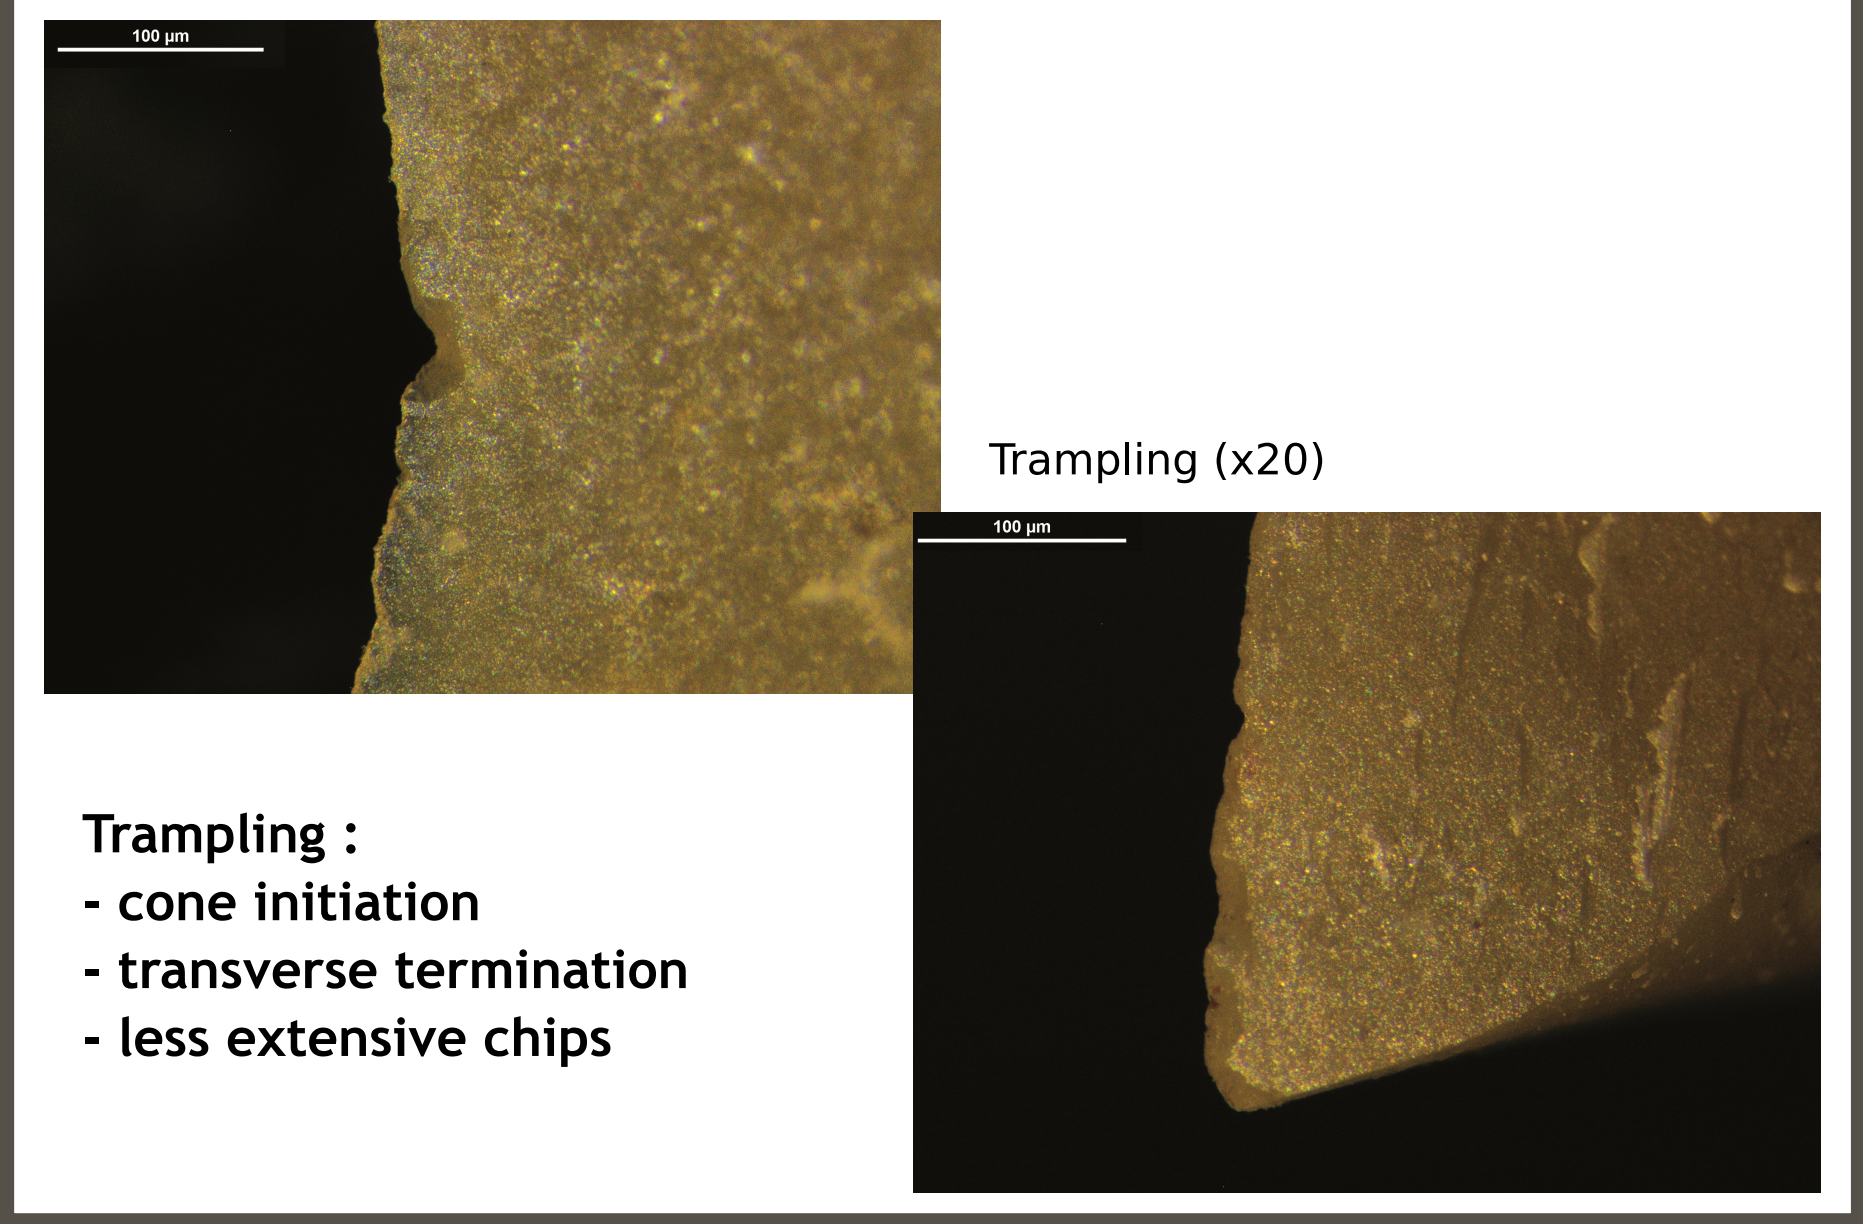 100 µm
Trampling (x20)
100 µm
Trampling :
- cone initiation
- transverse termination
- less extensive chips